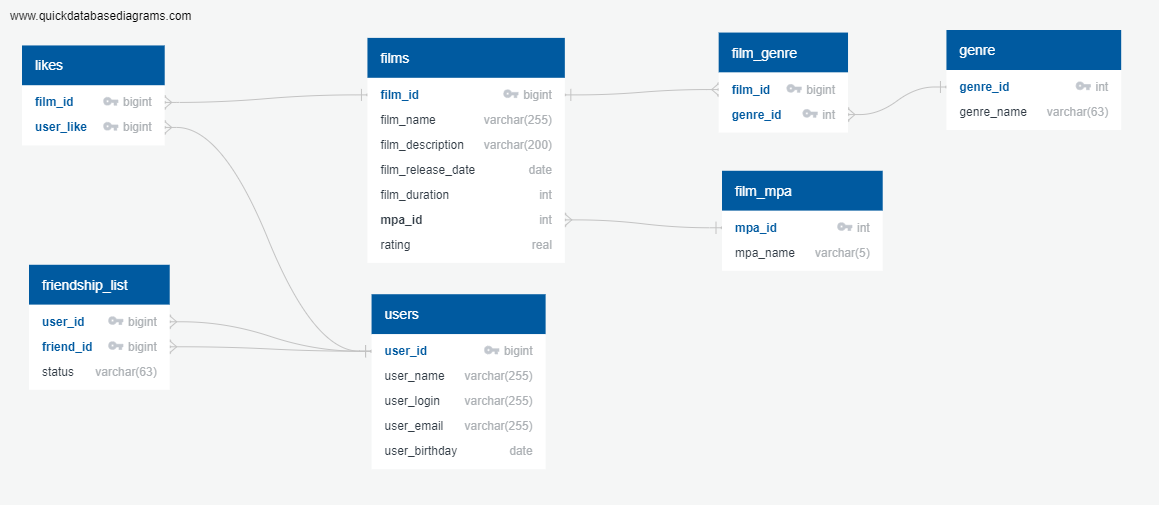 www.quickdatabasediagrams.com
likes
film_id bigint
user_like bigint
films
film_id bigint
film_name varchar(255)
film_description varchar(200)
film_release_date date
film_duration int
mpa_id int
rating real
film_genre
film_id bigint
genre_id int
genre
genre_id int
genre_name varchar(63)
film_mpa
mpa_id int
mpa_name varchar(5)
friendship_list
user_id bigint
friend_id bigint
status varchar(63)
users
user_id bigint
user_name varchar(255)
user_login varchar(255)
user_email varchar(255)
user_birthday date